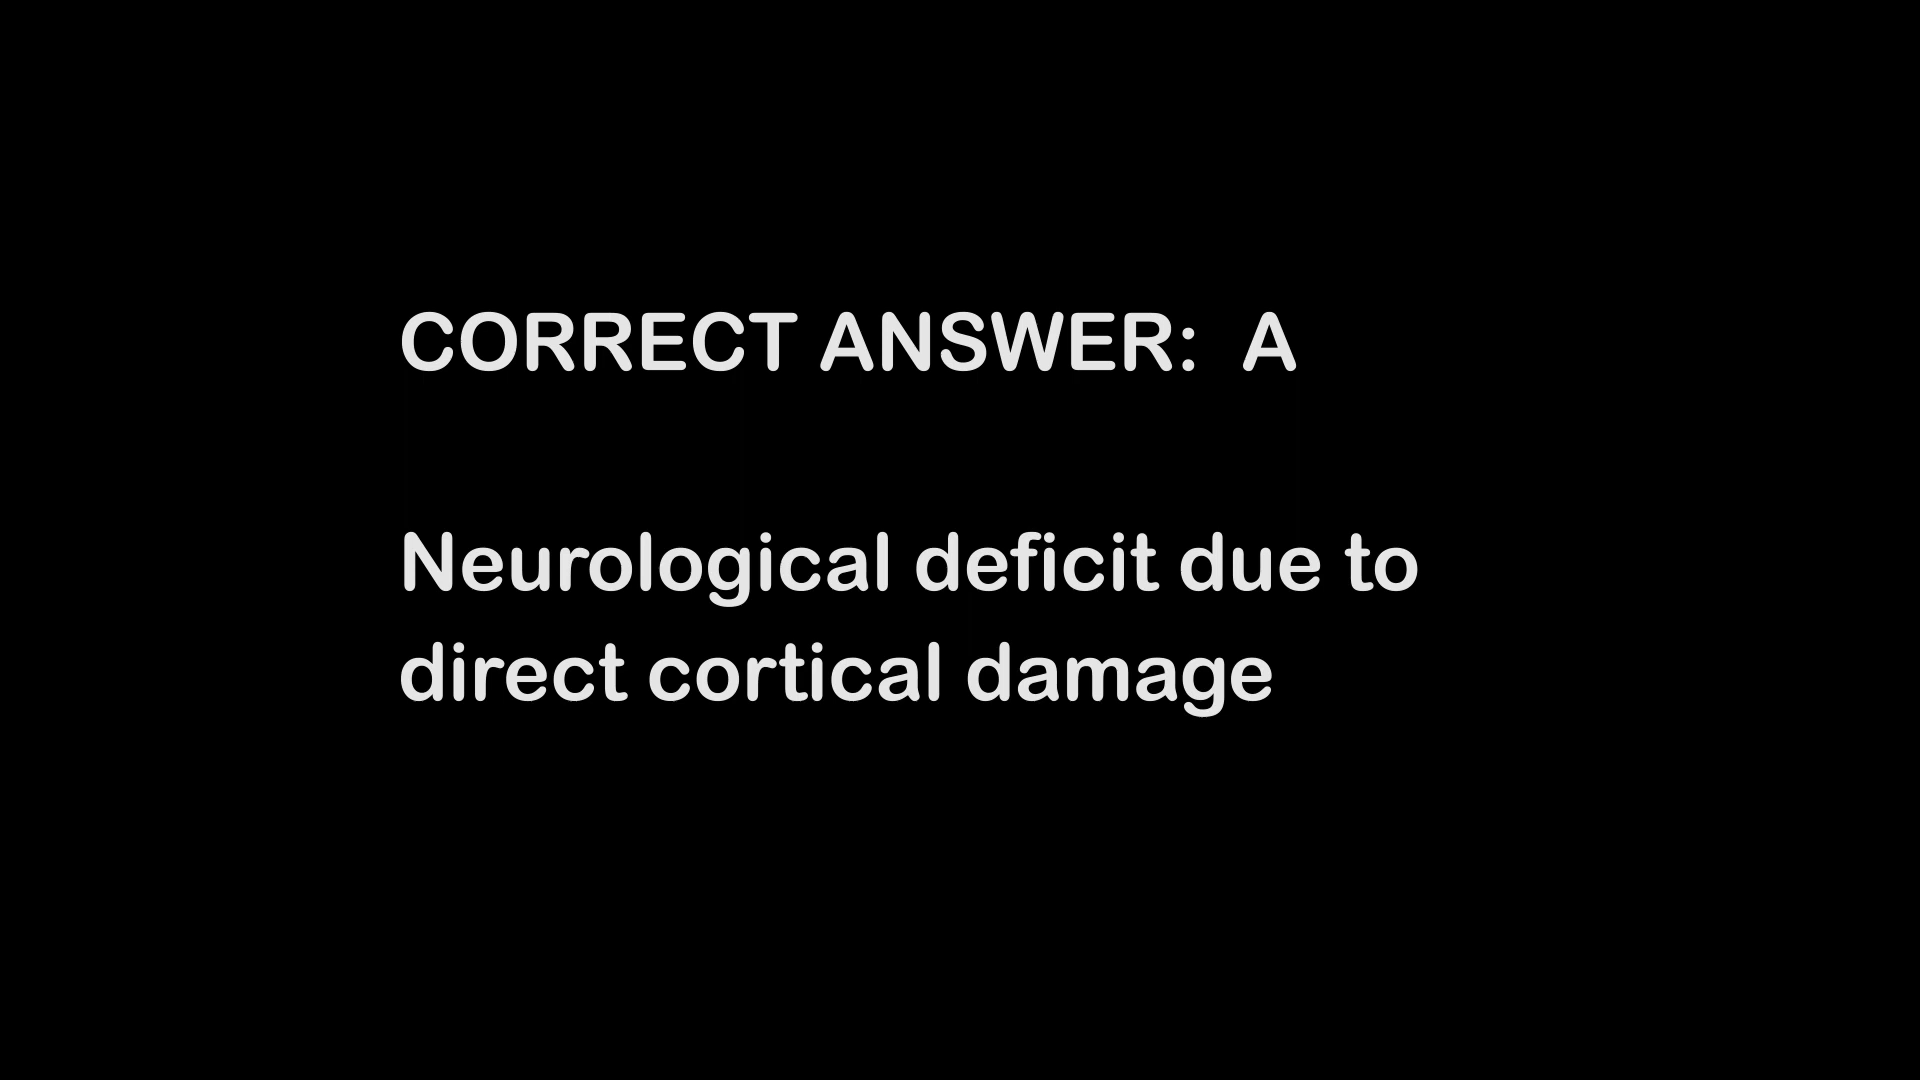 CORRECT ANSWER:  A
Neurological deficit due to
direct cortical damage